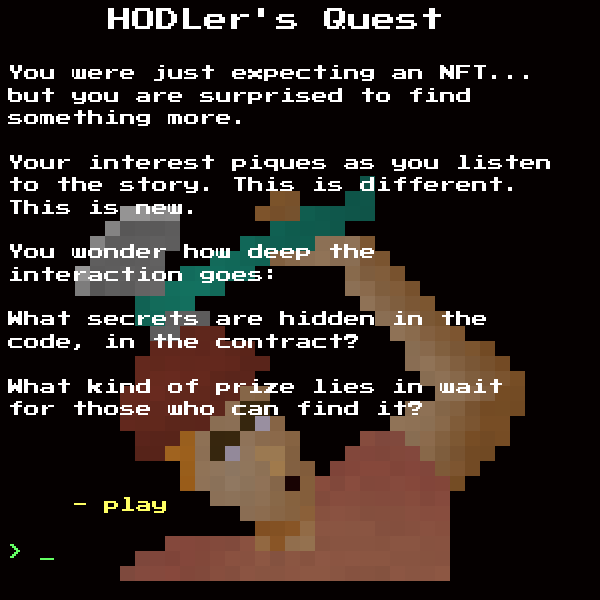 HODLer's Quest
You were just expecting an NFT...
but you are surprised to find
something more.
Your interest piques as you listen
to the story. This is different.
This is new.
You wonder how deep the
interaction goes:
What secrets are hidden in the
code, in the contract?
What kind of prize lies in wait
for those who can find it?
- play
> _